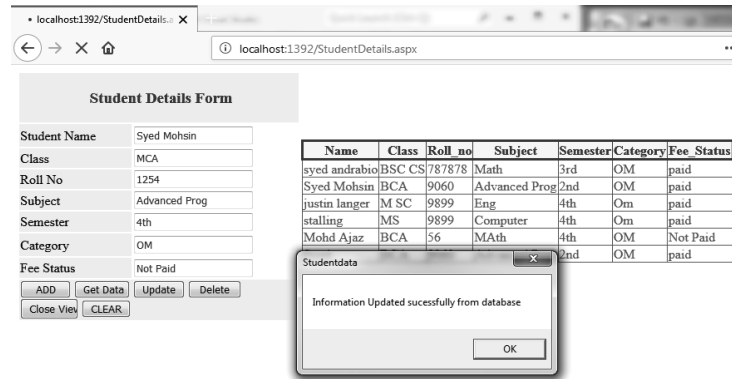 localhost:1392/StudentDetails.a
localhost:1392/StudentDetails.aspx
Student Details Form
Student Name Syed Mohsin
Class MCA
Roll No 1254
Subject Advanced Prog
Semester 4th
Category OM
Fee Status Not Paid
ADD Get Data Update Delete
Close Viev CLEAR
Name Class Roll_no Subject Semester Category Fee_Status
syed andrabio BSC CS 787878 Math 3rd OM paid
Syed Mohsin BCA 9060 Advanced Prog 2nd OM paid
justin langer M SC 9899 Eng 4th Om paid
stalling MS 9899 Computer 4th Om paid
Mohd Ajaz BCA 56 MAth 4th OM Not Paid
2nd OM paid
Studentdata
Information Updated sucessfully from database
OK